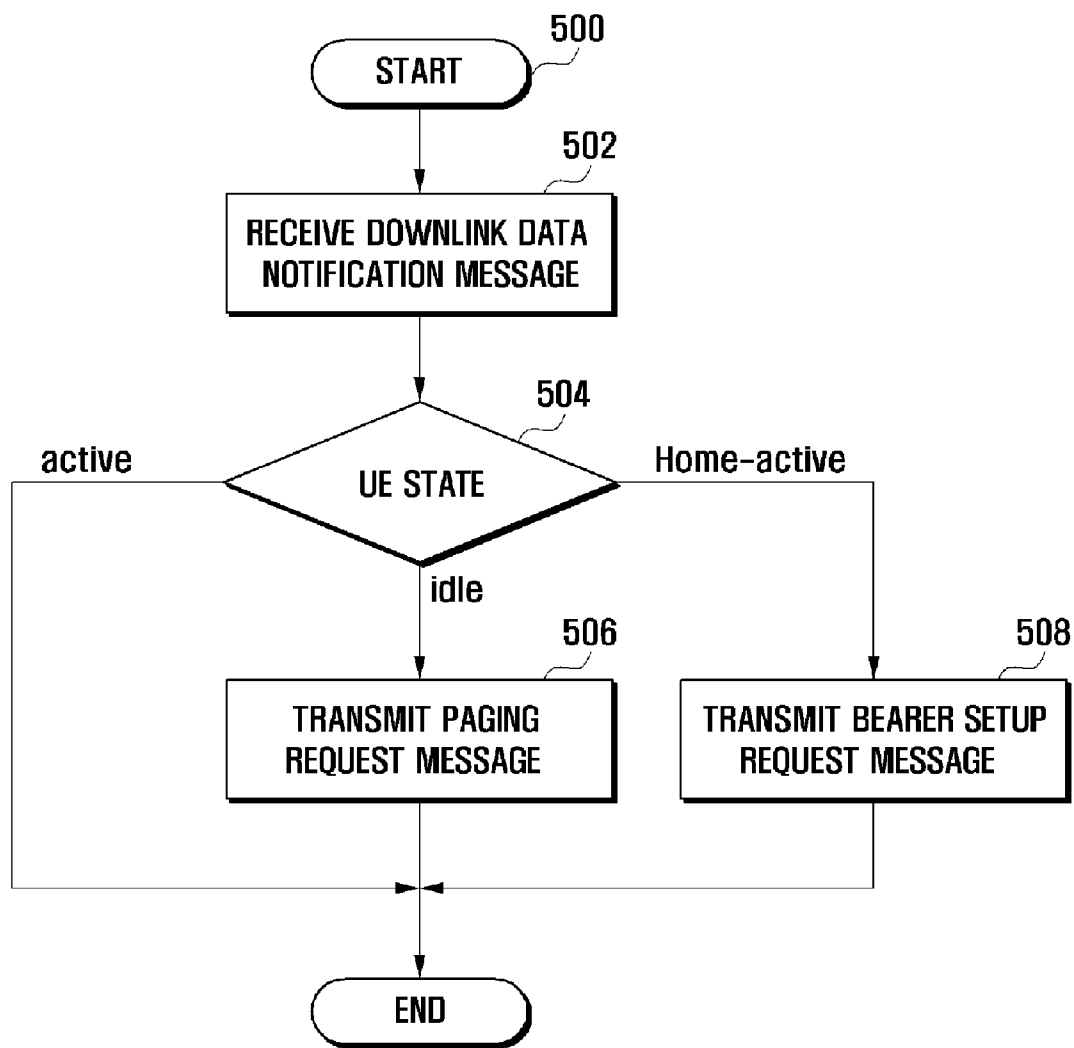 500
START
502
RECEIVE DOWNLINK DATA
NOTIFICATION MESSAGE
504
active
UE STATE
Home-active
idle
506
TRANSMIT PAGING
REQUEST MESSAGE
508
TRANSMIT BEARER SETUP
REQUEST MESSAGE
END